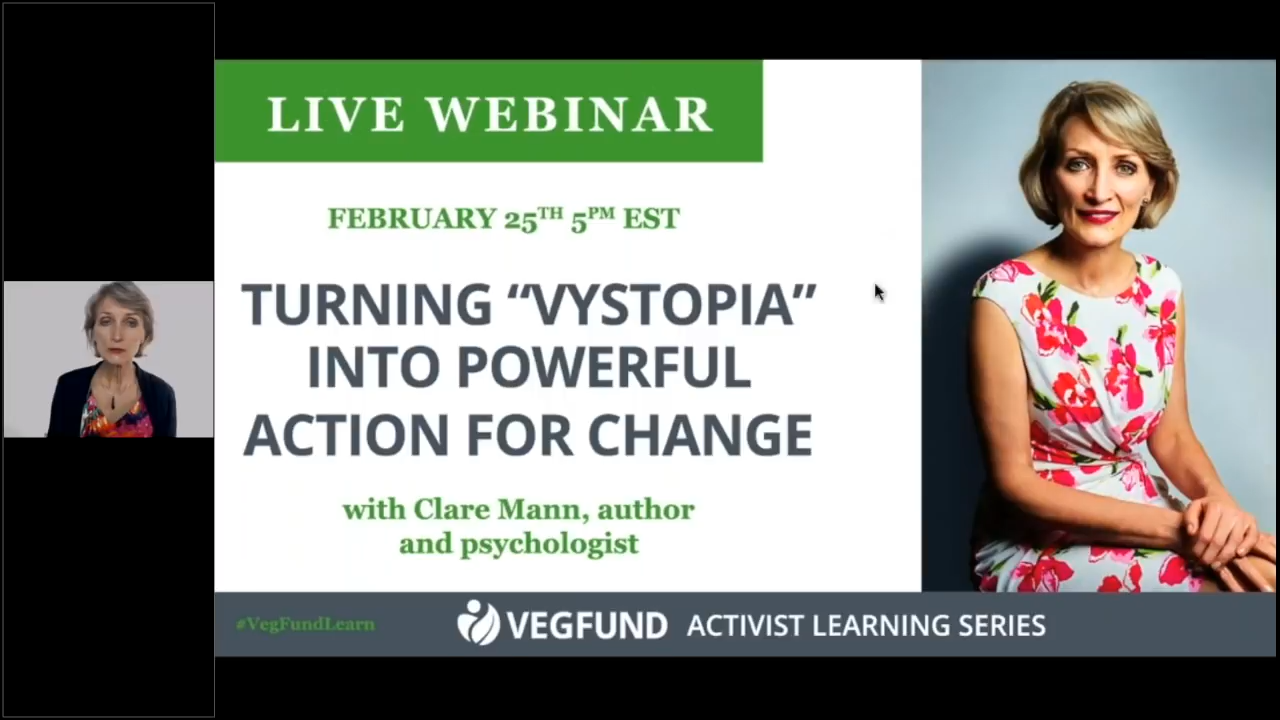 LIVE WEBINAR
FEBRUARY 25TH 5PM EST
TURNING “VYSTOPIA”
INTO POWERFUL
ACTION FOR CHANGE
with Clare Mann, author
and psychologist
#VegFundLearn
VEGFUND ACTIVIST LEARNING SERIES